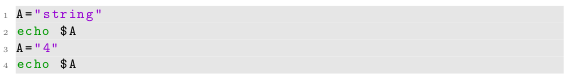 1 A="string"
2 echo $A
3 A="4"
4 echo $A